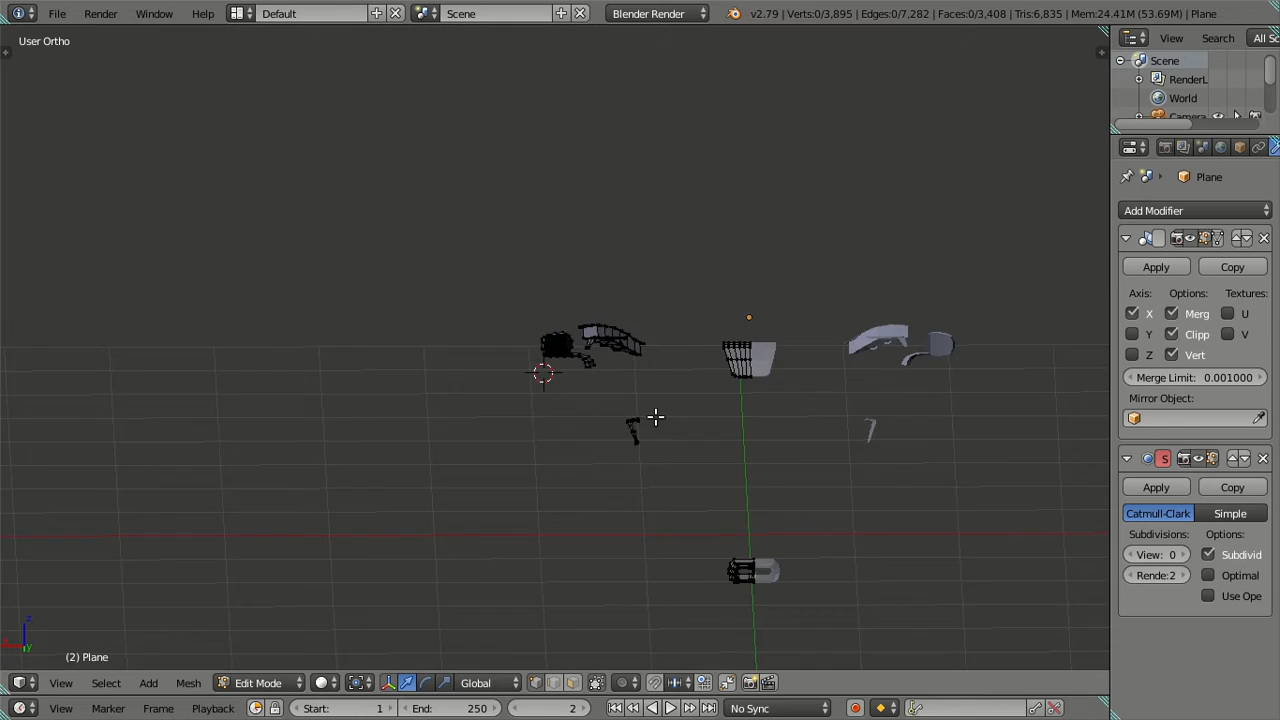 File Render Window Help Default Scene Blender Render v2.79 | Verts:0/3,895 | Edges:0/7,282 | Faces:0/3,408 | Tris:6,835 | Mem:24.41M (53.69M) | Plane
User Ortho
View Search All Sc
Scene
RenderL
World
Camera
Plane
Add Modifier
Apply Copy
Axis: Options: Textures:
X Merg U
Y Clipp V
Z Vert
Merge Limit: 0.001000
Mirror Object:
S
Apply Copy
Catmull-Clark Simple
Subdivisions: Options:
View: 0 Subdivid
Rende:2 Optimal
Use Ope
z
x y
(2) Plane
View Select Add Mesh Edit Mode Global
View Marker Frame Playback Start: 1 End: 250 2 No Sync